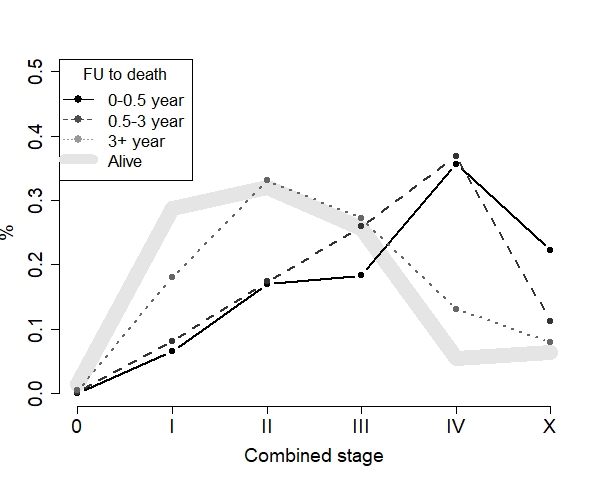 FU to death
0-0.5 year
0.5-3 year
3+ year
Alive
0.5
0.4
0.3
0.2
0.1
0.0
%
0 I II III IV X
Combined stage